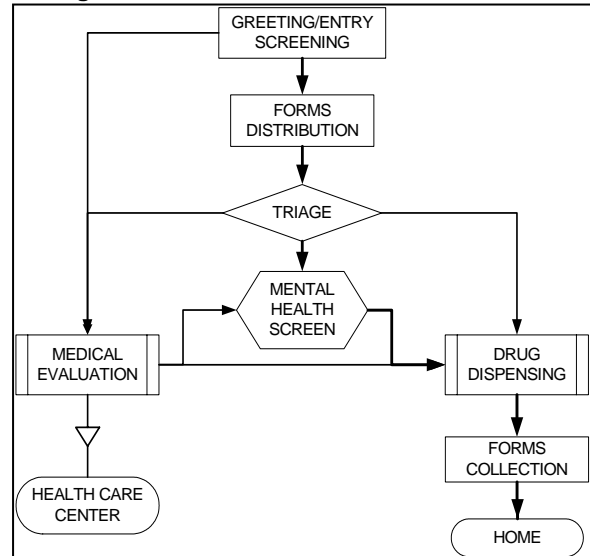 GREETING/ENTRY
SCREENING
FORMS
DISTRIBUTION
TRIAGE
MENTAL
HEALTH
SCREEN
MEDICAL
EVALUATION
DRUG
DISPENSING
FORMS
COLLECTION
HEALTH CARE
CENTER
HOME